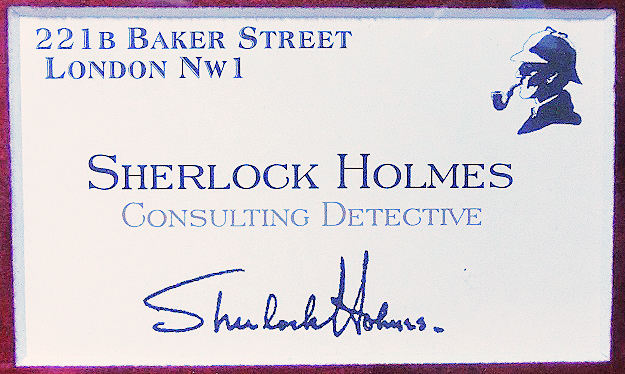 221B Baker Street
London NW1
Sherlock Holmes
Consulting Detective
Sherlock Holmes.